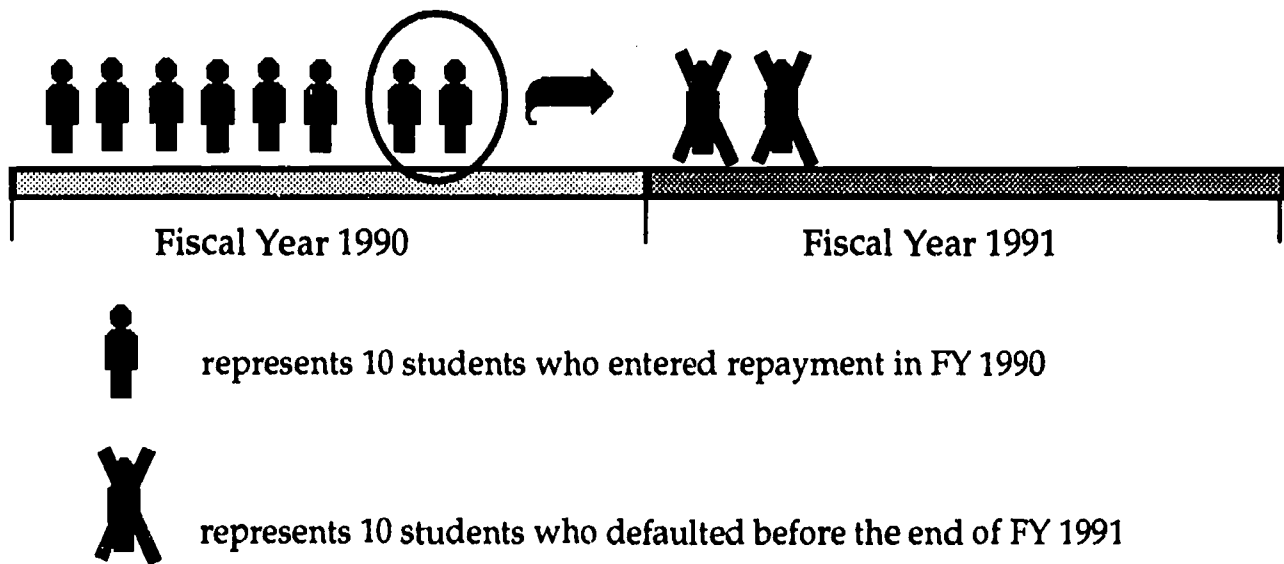 Fiscal Year 1990
Fiscal Year 1991
represents 10 students who entered repayment in FY 1990
represents 10 students who defaulted before the end of FY 1991